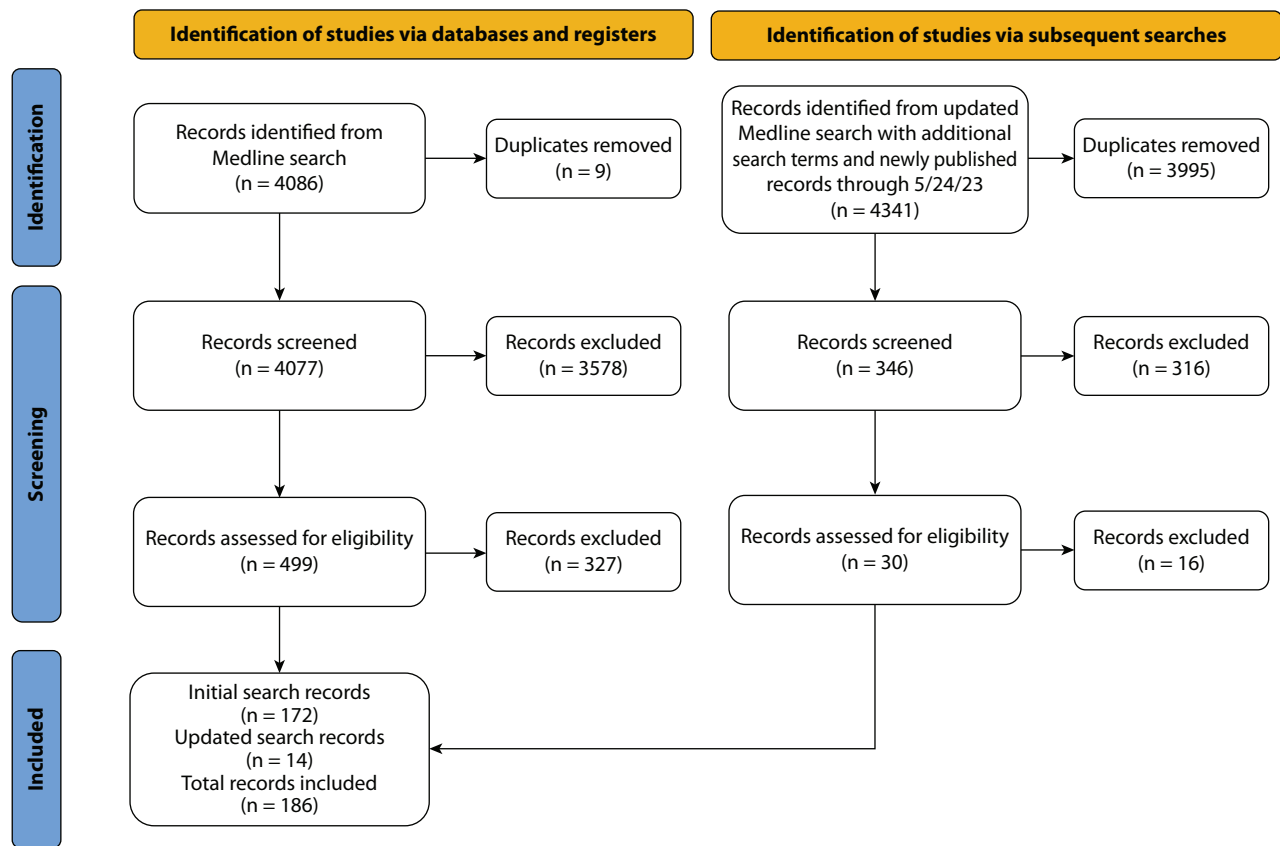 Identification of studies via databases and registers
Identification of studies via subsequent searches
Identification
Records identified from
Medline search
(n = 4086)
Duplicates removed
(n = 9)
Records identified from updated
Medline search with additional
search terms and newly published
records through 5/24/23
(n = 4341)
Duplicates removed
(n = 3995)
Screening
Records screened
(n = 4077)
Records excluded
(n = 3578)
Records screened
(n = 346)
Records excluded
(n = 316)
Records assessed for eligibility
(n = 499)
Records excluded
(n = 327)
Records assessed for eligibility
(n = 30)
Records excluded
(n = 16)
Included
Initial search records
(n = 172)
Updated search records
(n = 14)
Total records included
(n = 186)